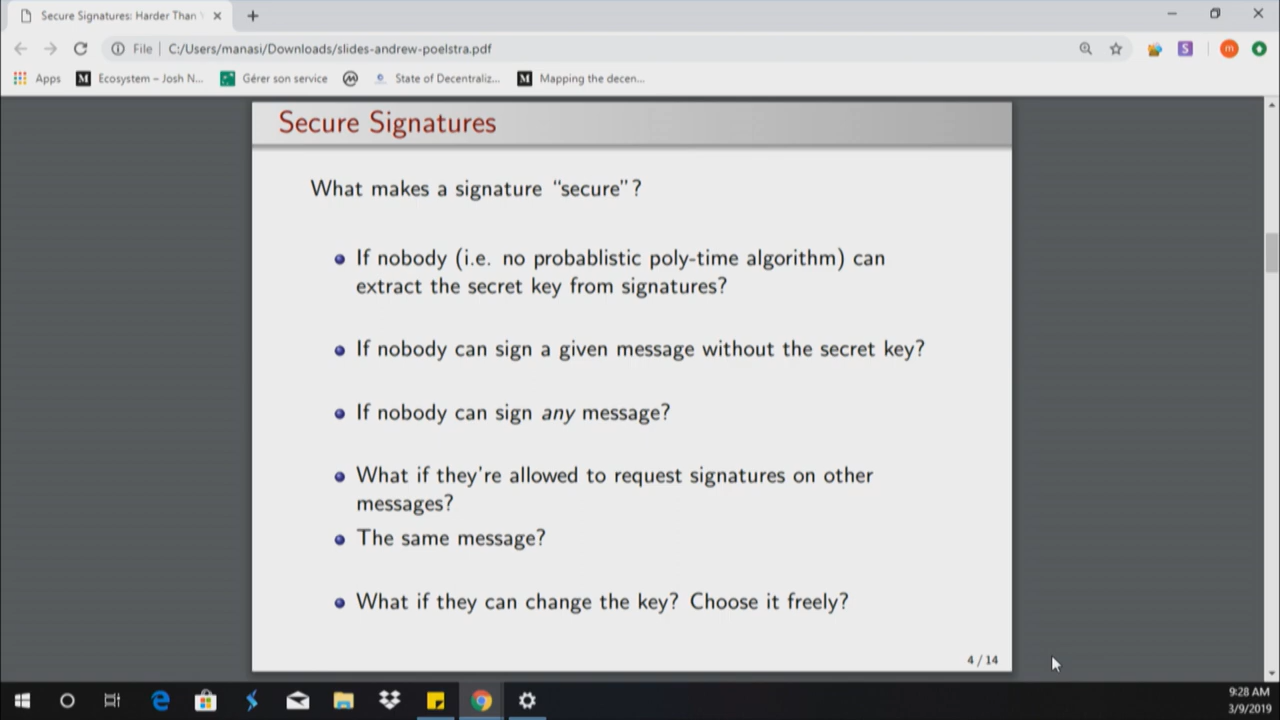 Secure Signatures: Harder Than
File
C:/Users/manasi/Downloads/slides-andrew-poelstra.pdf
S
m
Apps
M Ecosystem – Josh N...
Gérer son service
State of Decentraliz...
M Mapping the decen...
Secure Signatures
What makes a signature “secure”?
If nobody (i.e. no probablistic poly-time algorithm) can
extract the secret key from signatures?
If nobody can sign a given message without the secret key?
If nobody can sign any message?
What if they're allowed to request signatures on other
messages?
The same message?
What if they can change the key? Choose it freely?
4 / 14
9:28 AM
3/9/2019